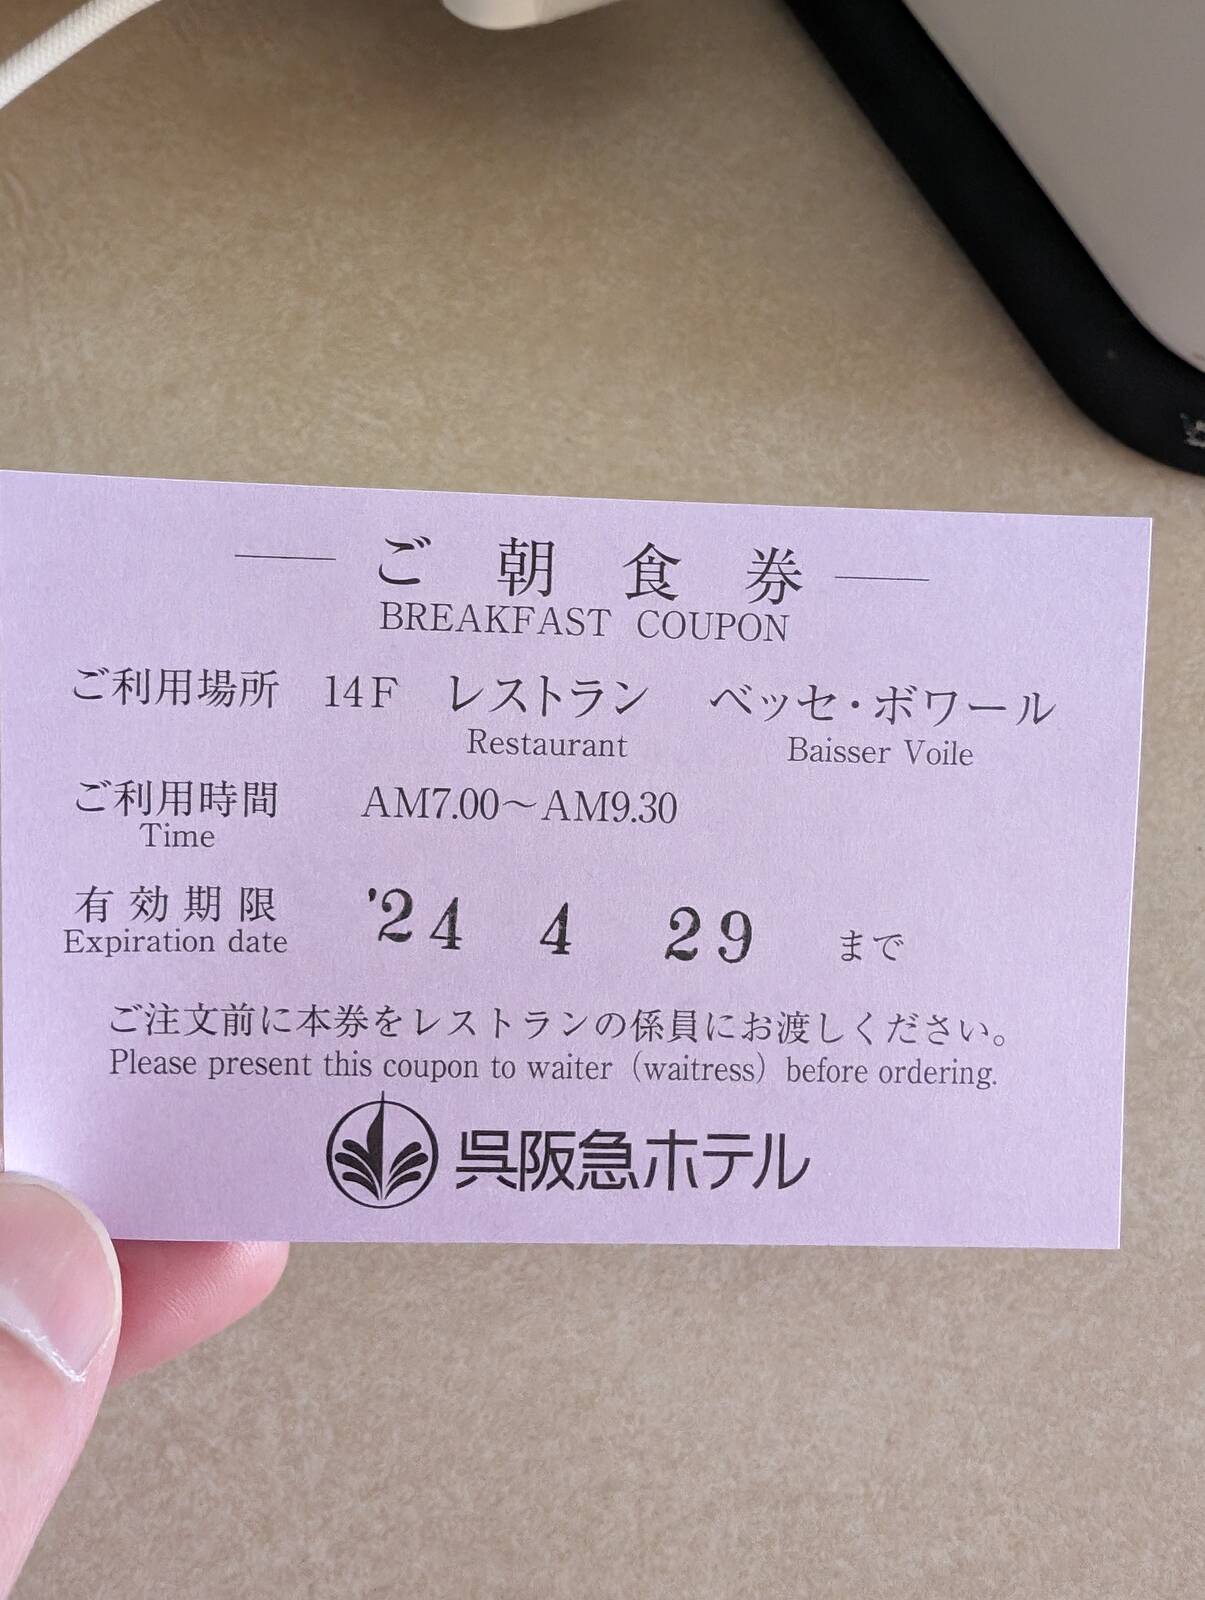 ご朝食券
BREAKFAST COUPON
ご利用場所 14F レストラン ベッセ・ボワール
Restaurant Baisser Voile
ご利用時間 AM7.00～AM9.30
Time
有効期限 '24 4 29 まで
Expiration date
ご注文前に本券をレストランの係員にお渡しください。
Please present this coupon to waiter（waitress）before ordering.
呉阪急ホテル